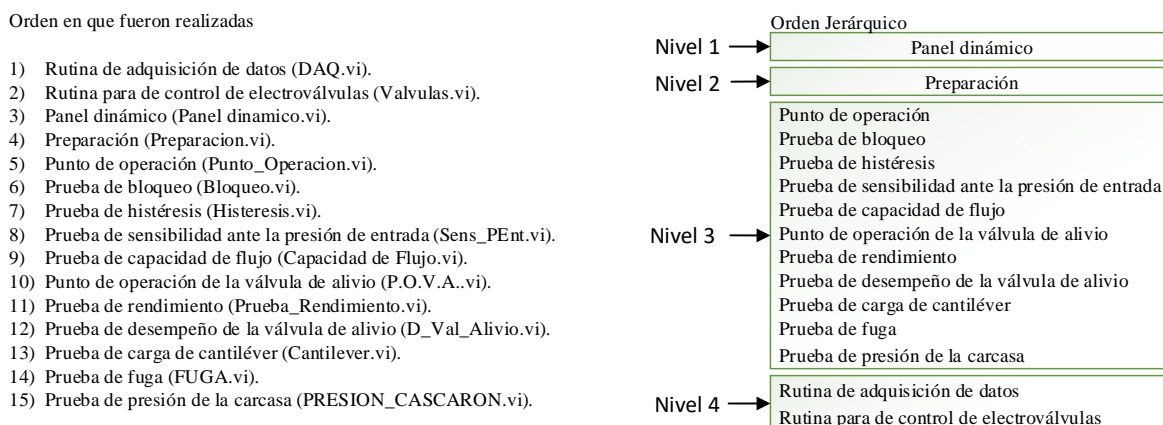 Orden en que fueron realizadas
1) Rutina de adquisición de datos (DAQ.vi).
2) Rutina para de control de electroválvulas (Valvulas.vi).
3) Panel dinámico (Panel dinamico.vi).
4) Preparación (Preparacion.vi).
5) Punto de operación (Punto_Operacion.vi).
6) Prueba de bloqueo (Bloqueo.vi).
7) Prueba de histéresis (Histeresis.vi).
8) Prueba de sensibilidad ante la presión de entrada (Sens_PEnt.vi).
9) Prueba de capacidad de flujo (Capacidad de Flujo.vi).
10) Punto de operación de la válvula de alivio (P.O.V.A..vi).
11) Prueba de rendimiento (Prueba_Rendimiento.vi).
12) Prueba de desempeño de la válvula de alivio (D_Val_Alivio.vi).
13) Prueba de carga de cantiléver (Cantilever.vi).
14) Prueba de fuga (FUGA.vi).
15) Prueba de presión de la carcasa (PRESION_CASCARON.vi).
Orden Jerárquico
Nivel 1
Panel dinámico
Nivel 2
Preparación
Nivel 3
Punto de operación
Prueba de bloqueo
Prueba de histéresis
Prueba de sensibilidad ante la presión de entrada
Prueba de capacidad de flujo
Punto de operación de la válvula de alivio
Prueba de rendimiento
Prueba de desempeño de la válvula de alivio
Prueba de carga de cantiléver
Prueba de fuga
Prueba de presión de la carcasa
Nivel 4
Rutina de adquisición de datos
Rutina para de control de electroválvulas